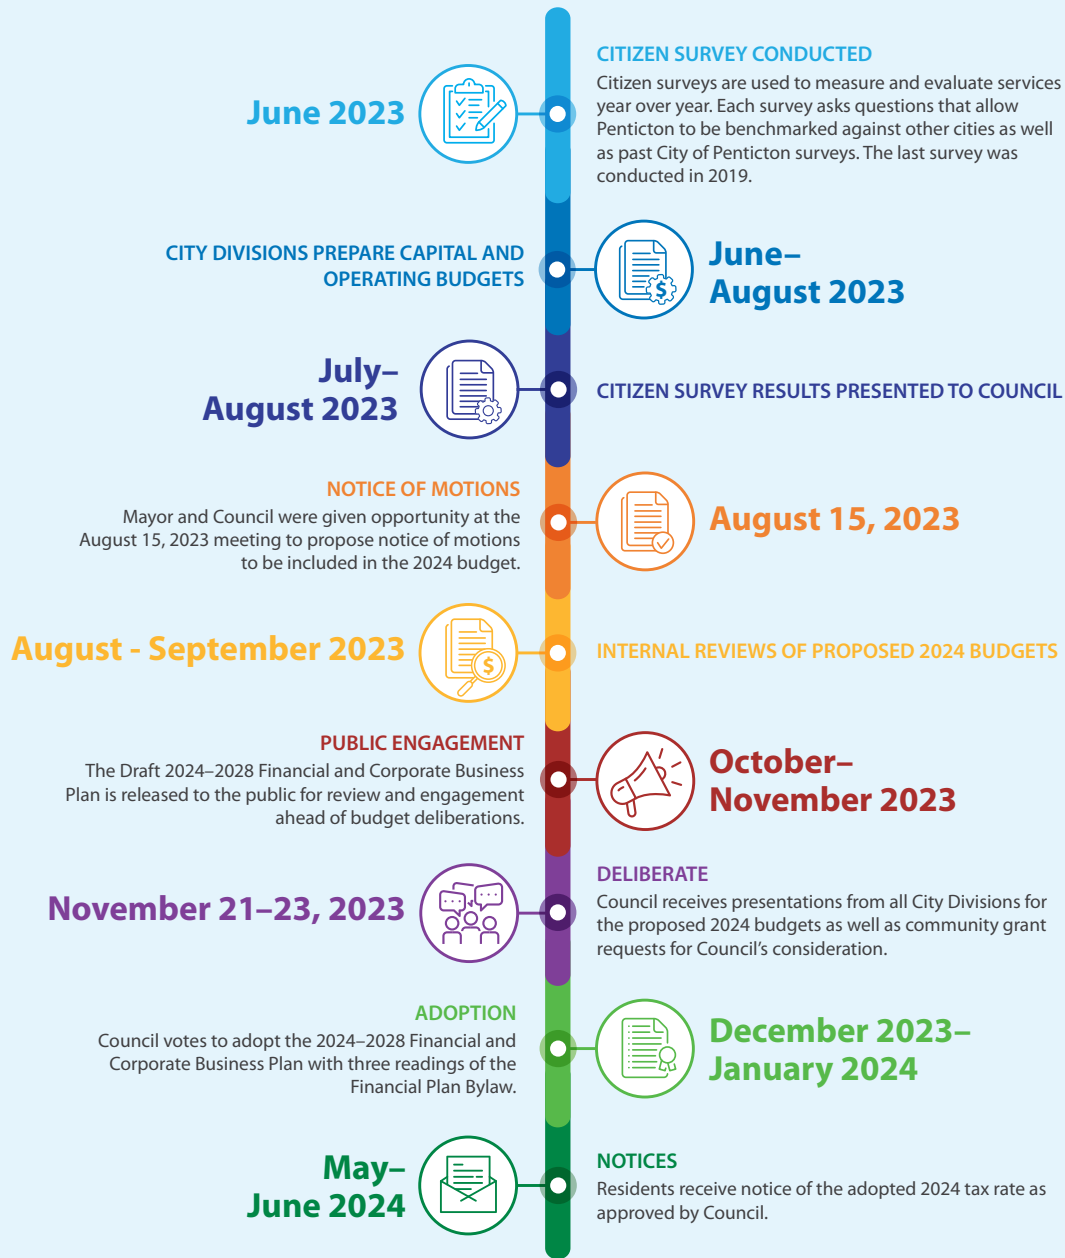 June 2023
CITIZEN SURVEY CONDUCTED
Citizen surveys are used to measure and evaluate services
year over year. Each survey asks questions that allow
Penticton to be benchmarked against other cities as well
as past City of Penticton surveys. The last survey was
conducted in 2019.
CITY DIVISIONS PREPARE CAPITAL AND
OPERATING BUDGETS
$
June–
August 2023
July–
August 2023
CITIZEN SURVEY RESULTS PRESENTED TO COUNCIL
NOTICE OF MOTIONS
Mayor and Council were given opportunity at the
August 15, 2023 meeting to propose notice of motions
to be included in the 2024 budget.
August 15, 2023
August - September 2023
$
INTERNAL REVIEWS OF PROPOSED 2024 BUDGETS
PUBLIC ENGAGEMENT
The Draft 2024–2028 Financial and Corporate Business
Plan is released to the public for review and engagement
ahead of budget deliberations.
October–
November 2023
November 21–23, 2023
DELIBERATE
Council receives presentations from all City Divisions for
the proposed 2024 budgets as well as community grant
requests for Council’s consideration.
ADOPTION
Council votes to adopt the 2024–2028 Financial and
Corporate Business Plan with three readings of the
Financial Plan Bylaw.
December 2023–
January 2024
May–
June 2024
NOTICES
Residents receive notice of the adopted 2024 tax rate as
approved by Council.